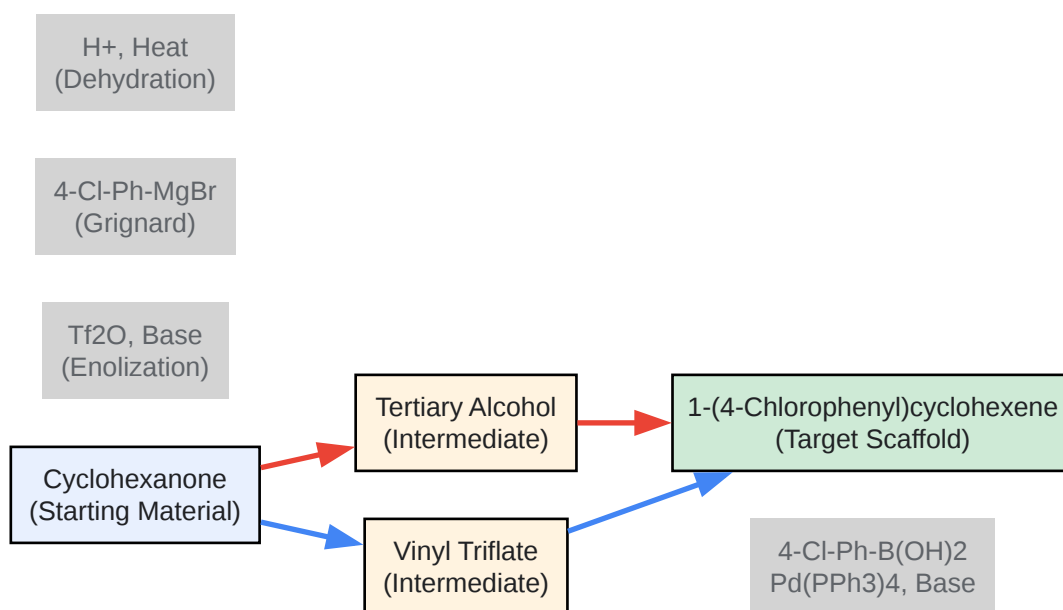 H+, Heat
(Dehydration)
4-Cl-Ph-MgBr
(Grignard)
Tf2O, Base
(Enolization)
Cyclohexanone
(Starting Material)
Tertiary Alcohol
(Intermediate)
Vinyl Triflate
(Intermediate)
1-(4-Chlorophenyl)cyclohexene
(Target Scaffold)
4-Cl-Ph-B(OH)2
Pd(PPh3)4, Base